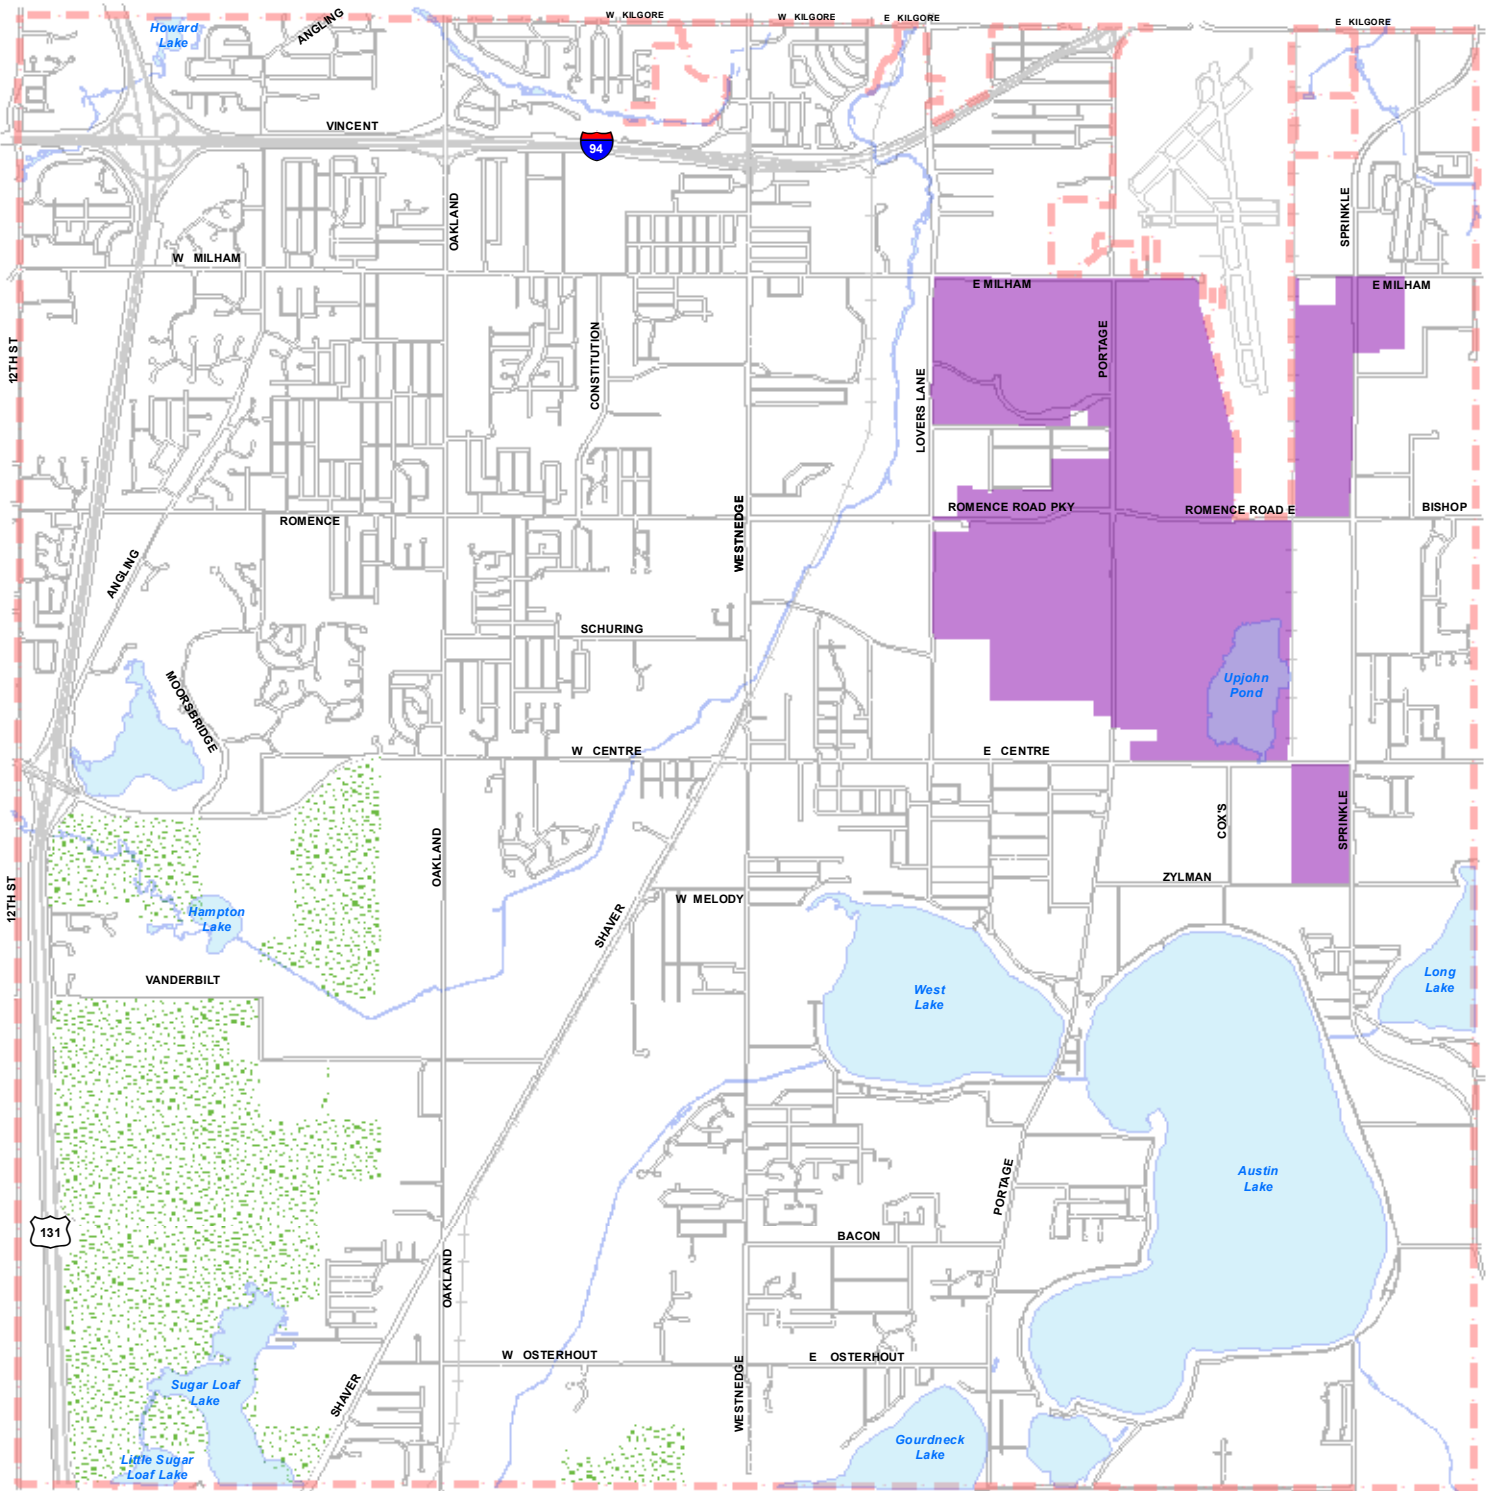 W KILGORE
W KILGORE
E KILGORE
E KILGORE
Howard
Lake
ANGLING
VINCENT
94
OAKLAND
SPRINKLE
W MILHAM
E MILHAM
E MILHAM
12TH ST
CONSTITUTION
PORTAGE
LOVERS LANE
ROMENCE
WESTNEDGE
ROMENCE ROAD PKY
ROMENCE ROAD E
BISHOP
ANGLING
SCHURING
MOORSBRIDGE
Upjohn
Pond
W CENTRE
E CENTRE
OAKLAND
COX'S
SPRINKLE
12TH ST
ZYLMAN
W MELODY
Hampton
Lake
SHAVER
VANDERBILT
West
Lake
Long
Lake
Austin
Lake
PORTAGE
131
BACON
OAKLAND
W OSTERHOUT
E OSTERHOUT
Sugar Loaf
Lake
SHAVER
WESTNEDGE
Gourdneck
Lake
Little Sugar
Loaf Lake